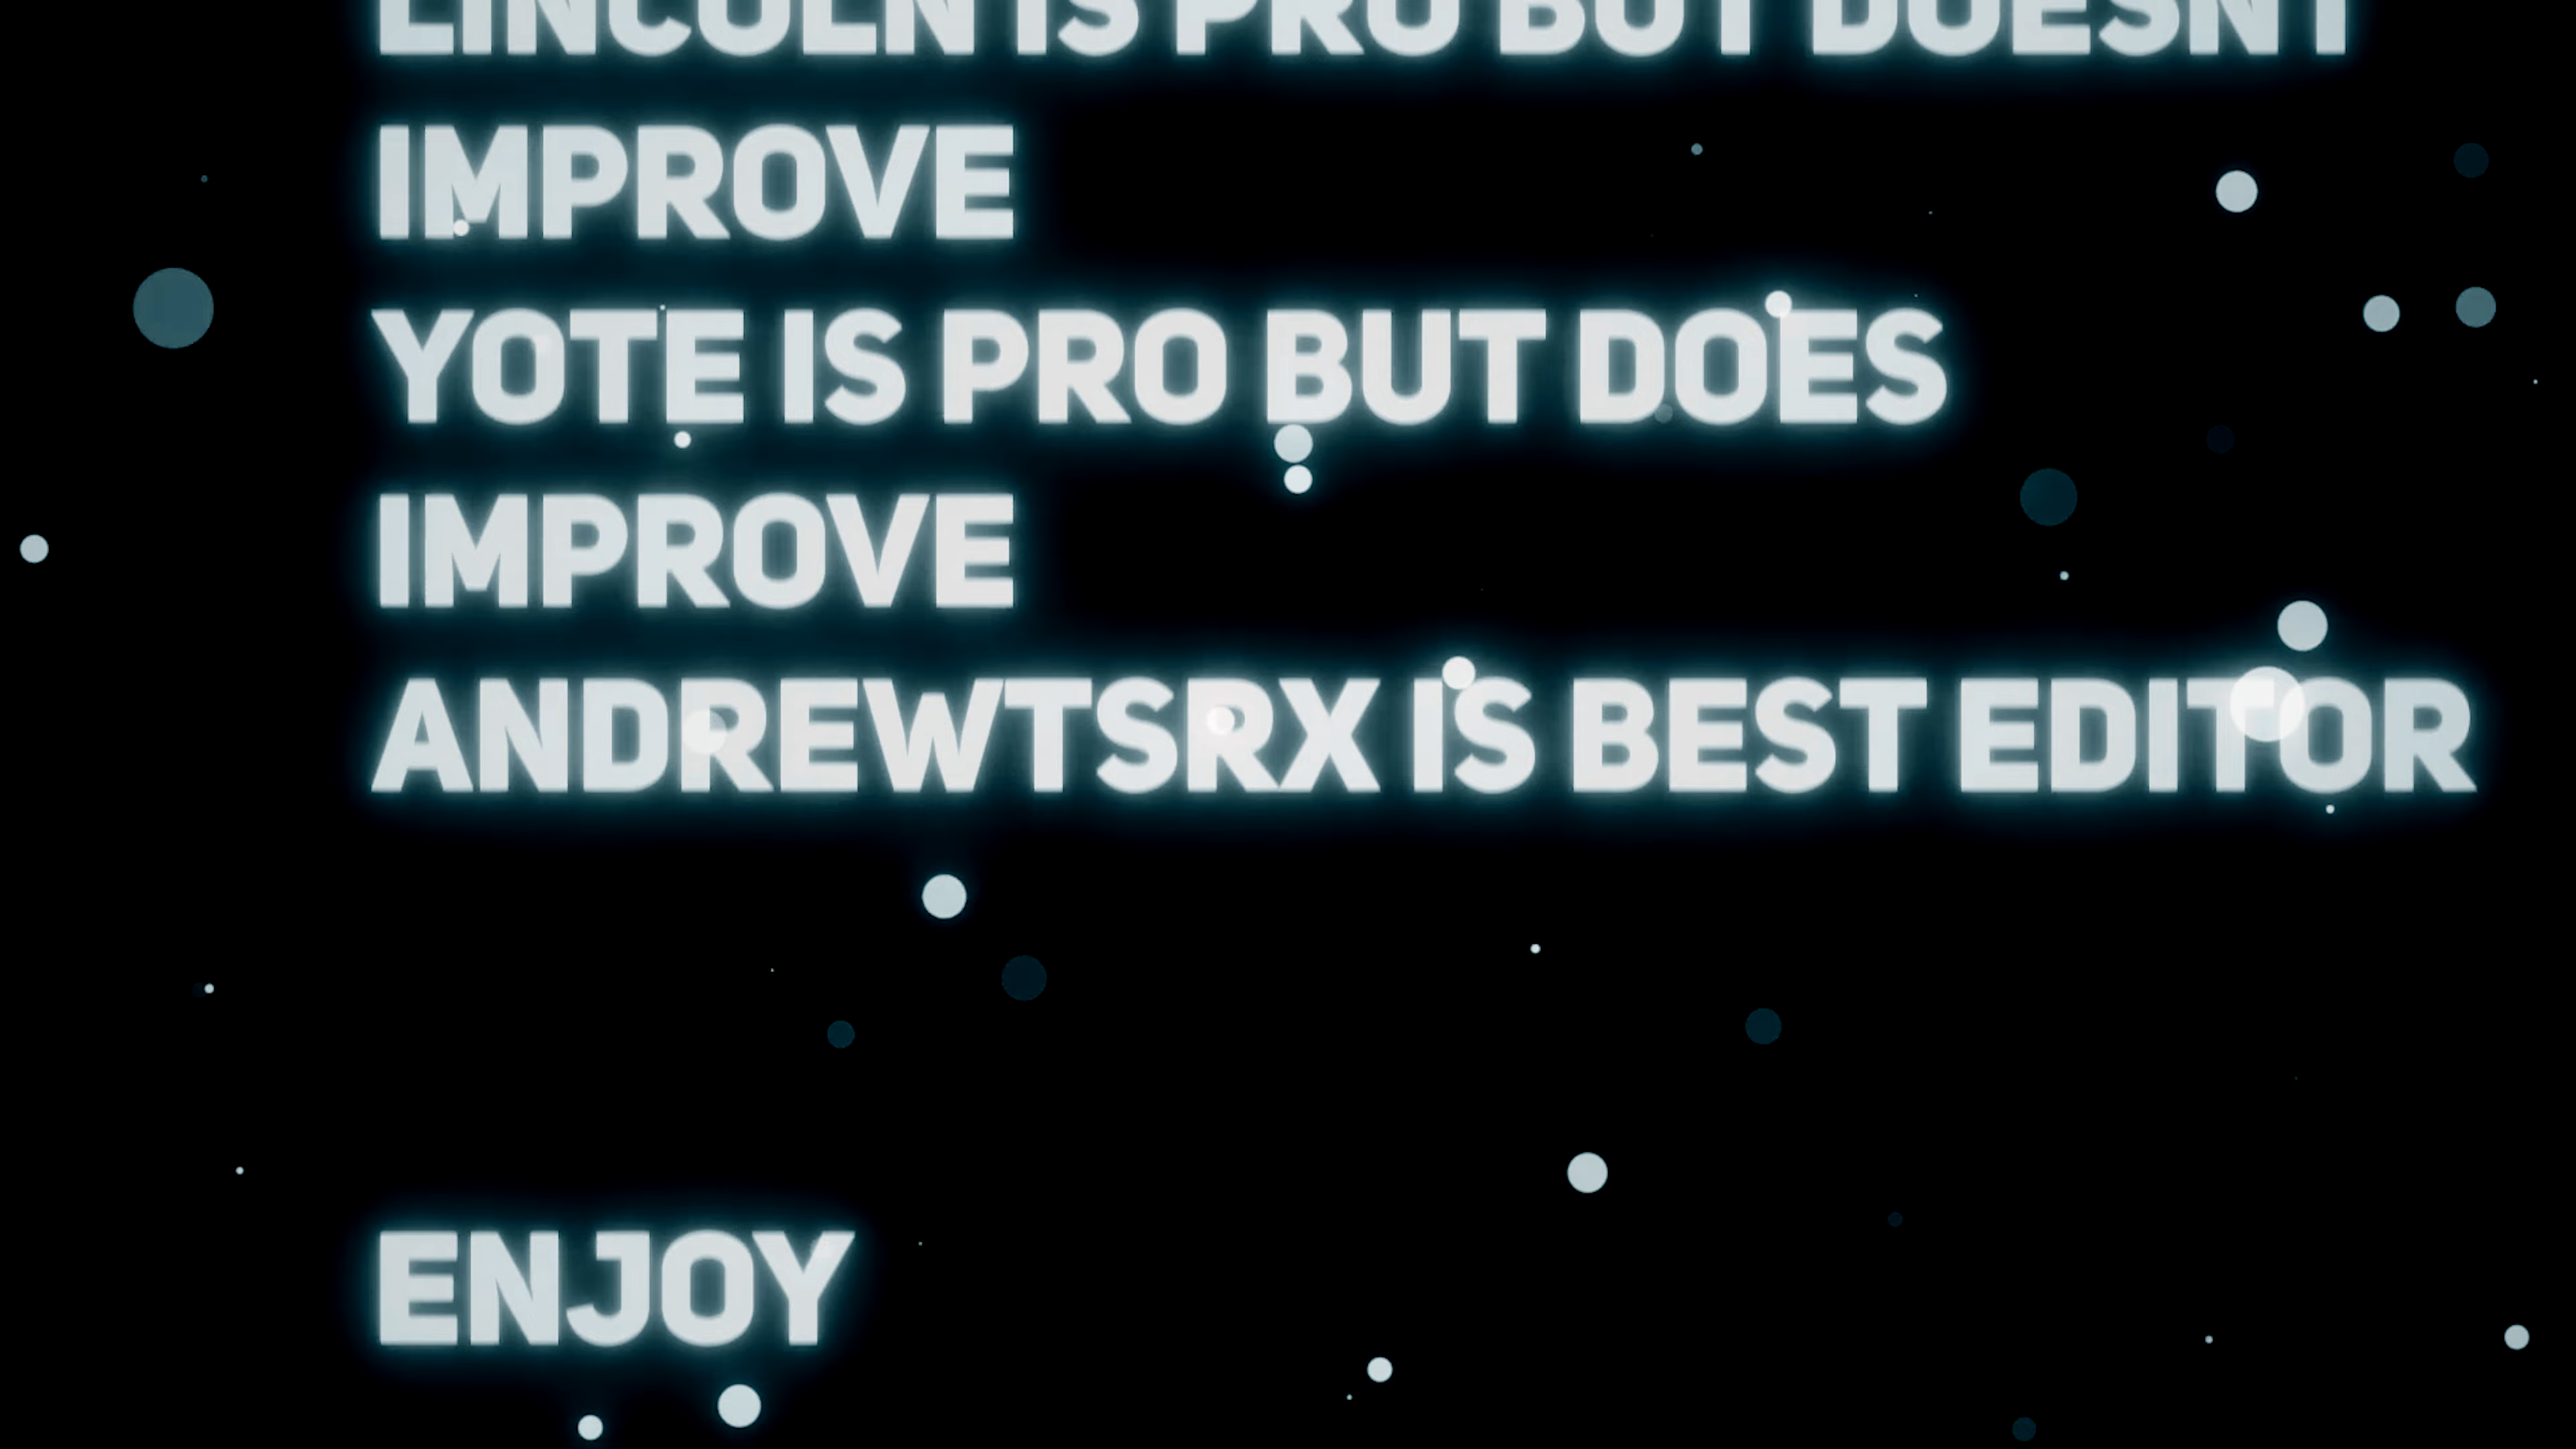 LINCOLN IS PRO BUT DOESNT
IMPROVE
YOTE IS PRO BUT DOES
IMPROVE
ANDREWTSRX IS BEST EDITOR
ENJOY